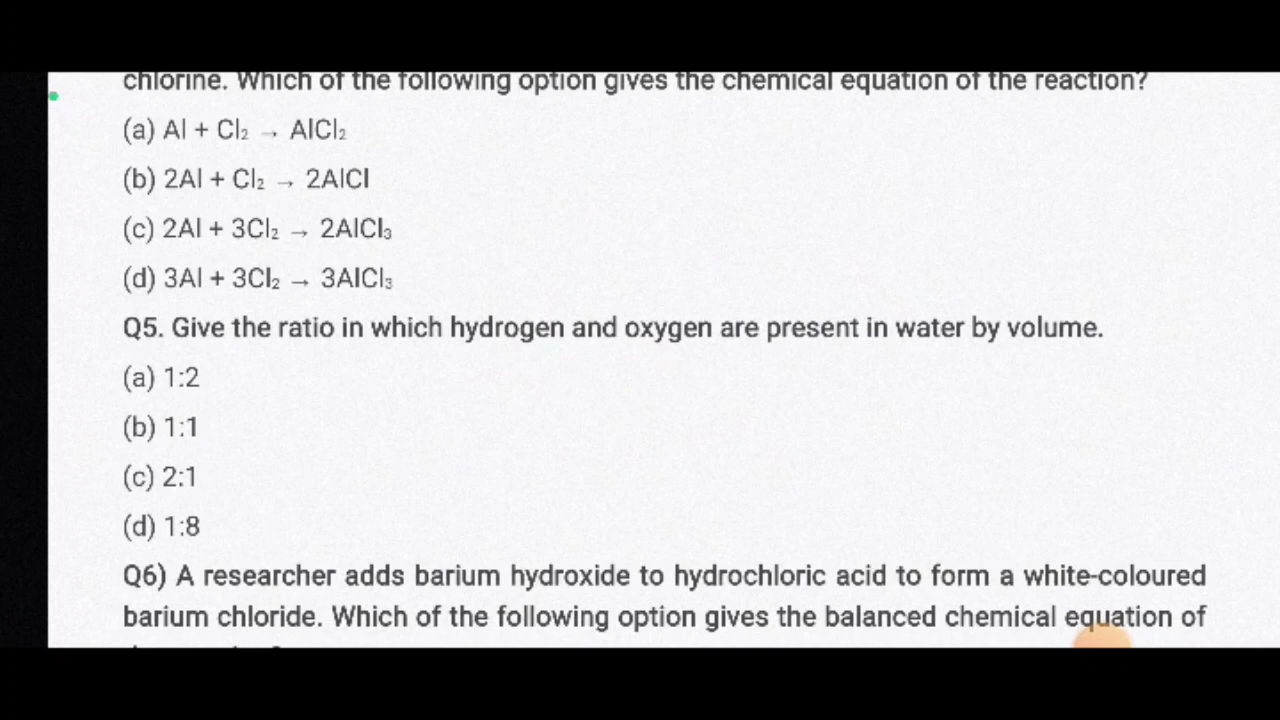 chlorine. Which of the following option gives the chemical equation of the reaction?
(a) Al + Cl₂ → AlCl₂
(b) 2Al + Cl₂ → 2AlCl
(c) 2Al + 3Cl₂ → 2AlCl₃
(d) 3Al + 3Cl₂ → 3AlCl₃
Q5. Give the ratio in which hydrogen and oxygen are present in water by volume.
(a) 1:2
(b) 1:1
(c) 2:1
(d) 1:8
Q6) A researcher adds barium hydroxide to hydrochloric acid to form a white-coloured
barium chloride. Which of the following option gives the balanced chemical equation of